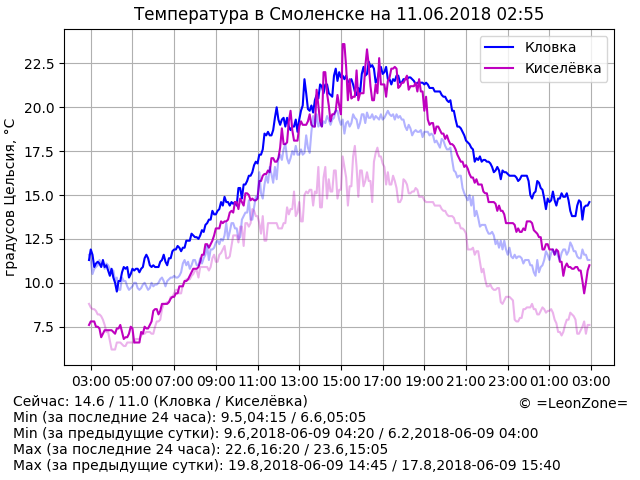 Температура в Смоленске на 11.06.2018 02:55
Кловка
Киселёвка
градусов Цельсия, °C
22.5
20.0
17.5
15.0
12.5
10.0
7.5
03:00 05:00 07:00 09:00 11:00 13:00 15:00 17:00 19:00 21:00 23:00 01:00 03:00
Сейчас: 14.6 / 11.0 (Кловка / Киселёвка)
© =LeonZone=
Min (за последние 24 часа): 9.5,04:15 / 6.6,05:05
Min (за предыдущие сутки): 9.6,2018-06-09 04:20 / 6.2,2018-06-09 04:00
Max (за последние 24 часа): 22.6,16:20 / 23.6,15:05
Max (за предыдущие сутки): 19.8,2018-06-09 14:45 / 17.8,2018-06-09 15:40